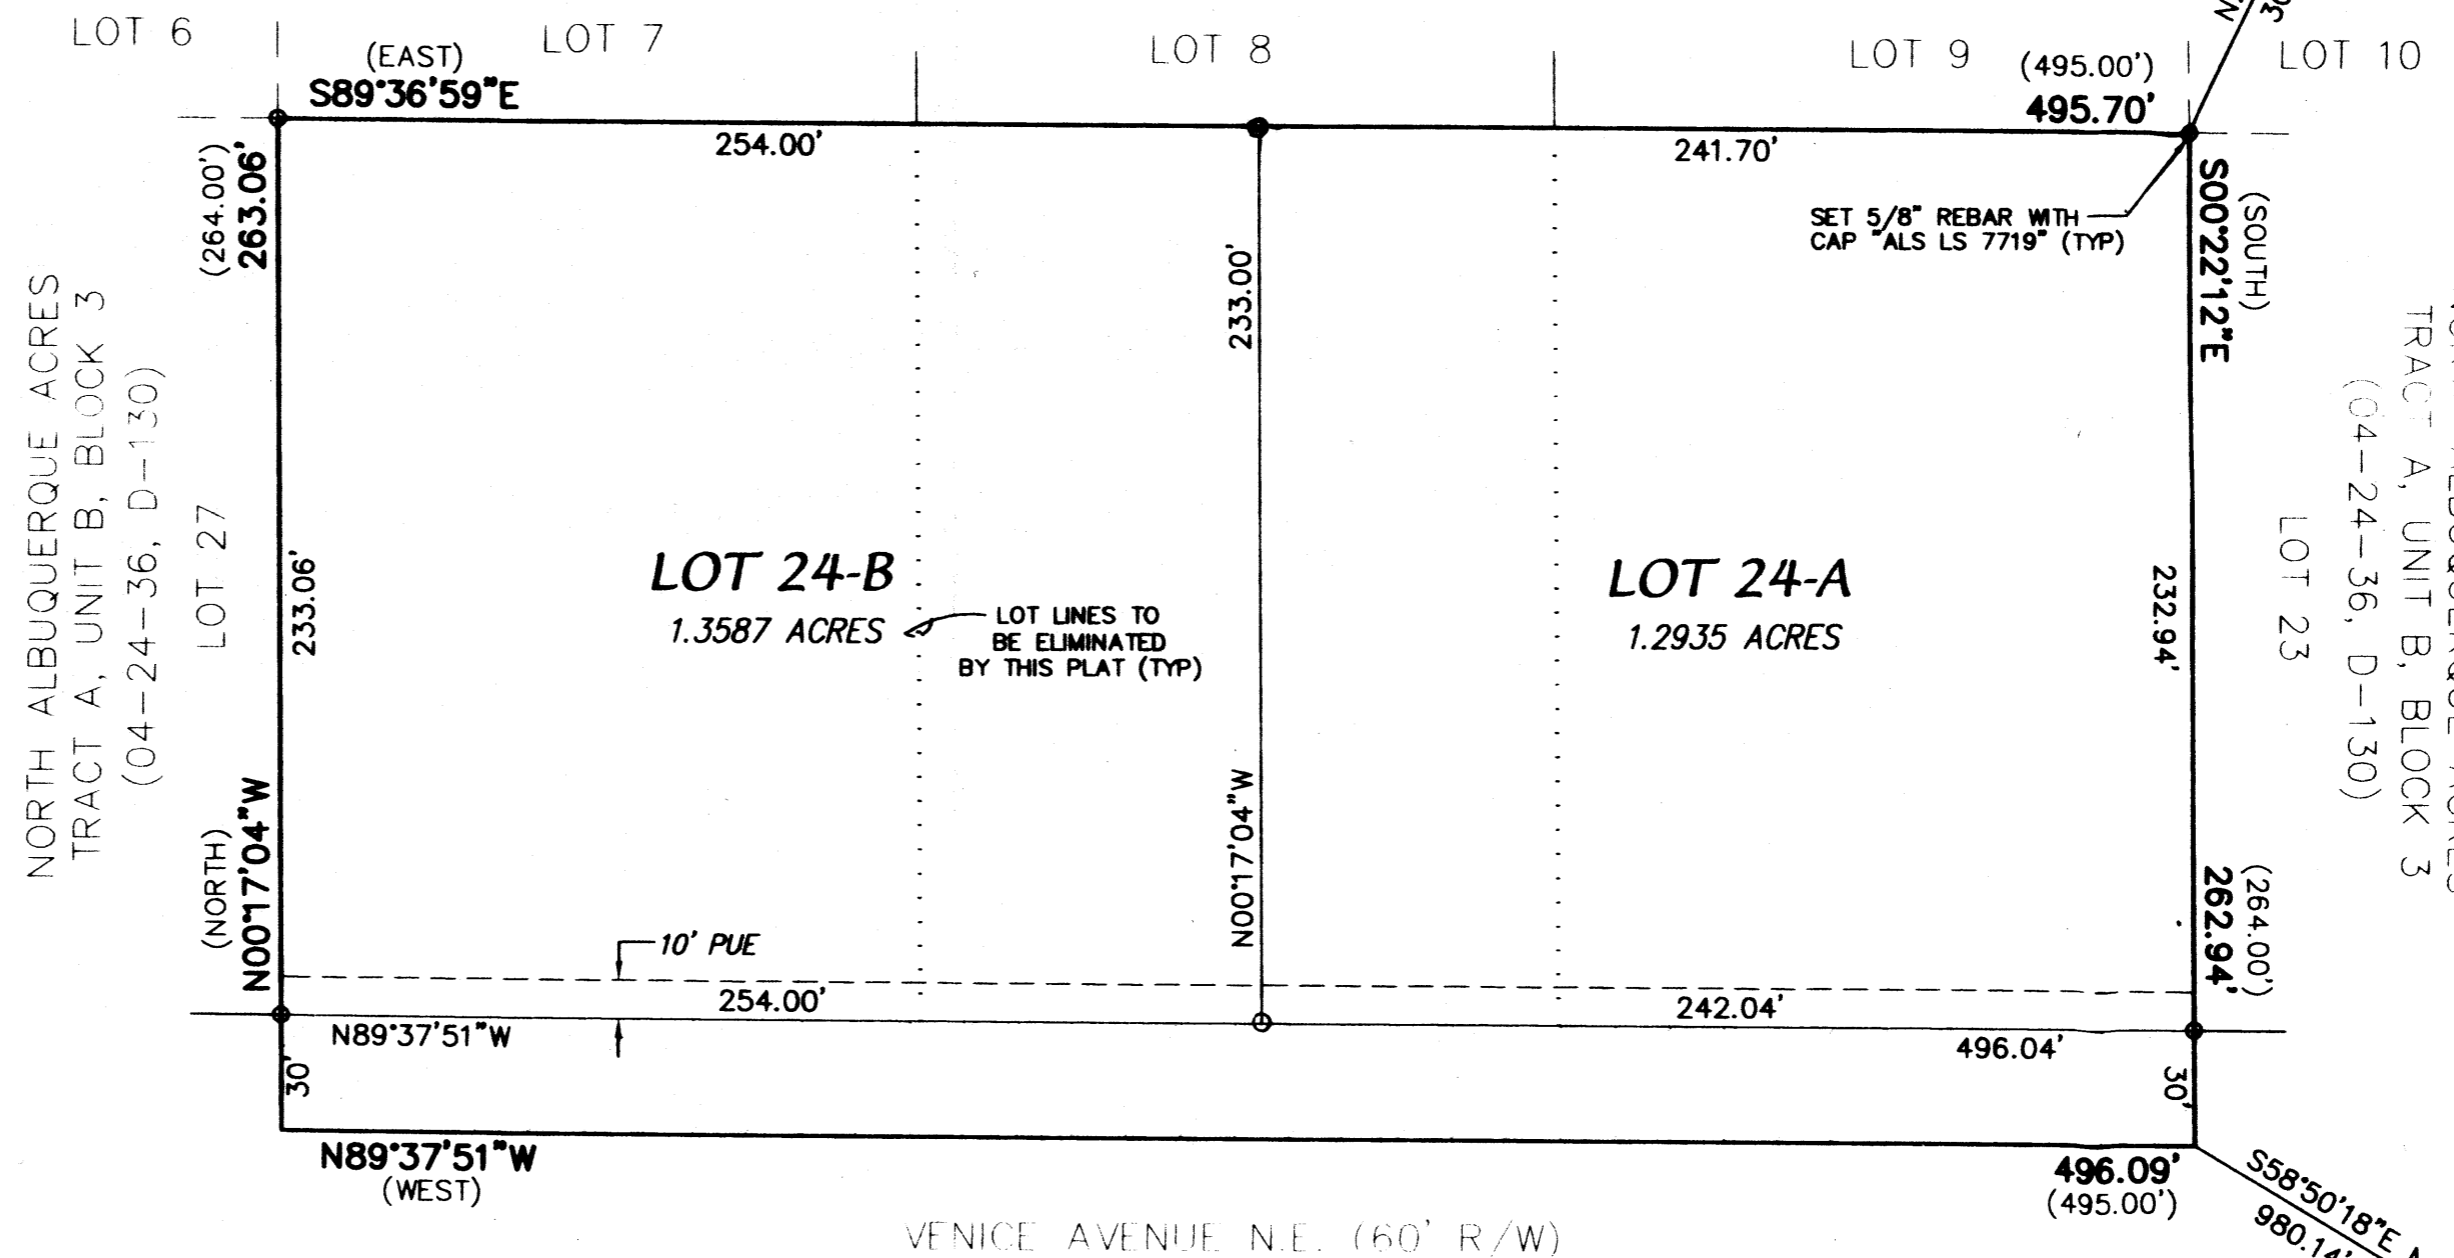 LOT 6
LOT 7
LOT 8
LOT 9
LOT 10
(EAST)
S89°36'59"E
(495.00')
495.70'
254.00'
241.70'
(264.00')
263.06'
233.00'
SET 5/8" REBAR WITH
CAP "ALS LS 7719" (TYP)
S00°22'12"E
(SOUTH)
NORTH ALBUQUERQUE ACRES
TRACT A, UNIT B, BLOCK 3
(04-24-36, D-130)
LOT 27
233.06'
LOT 24-B
1.3587 ACRES
LOT LINES TO
BE ELIMINATED
BY THIS PLAT (TYP)
LOT 24-A
1.2935 ACRES
232.94'
LOT 23
(04-24-36, D-130)
TRACT A, UNIT B, BLOCK 3
(NORTH)
N00°17'04"W
N00°17'04"W
10' PUE
254.00'
242.04'
262.94'
(264.00')
N89°37'51"W
496.04'
30'
30'
N89°37'51"W
(WEST)
496.09'
(495.00')
S58°50'18"E
980.14'
VENICE AVENUE N.E. (60' R/W)